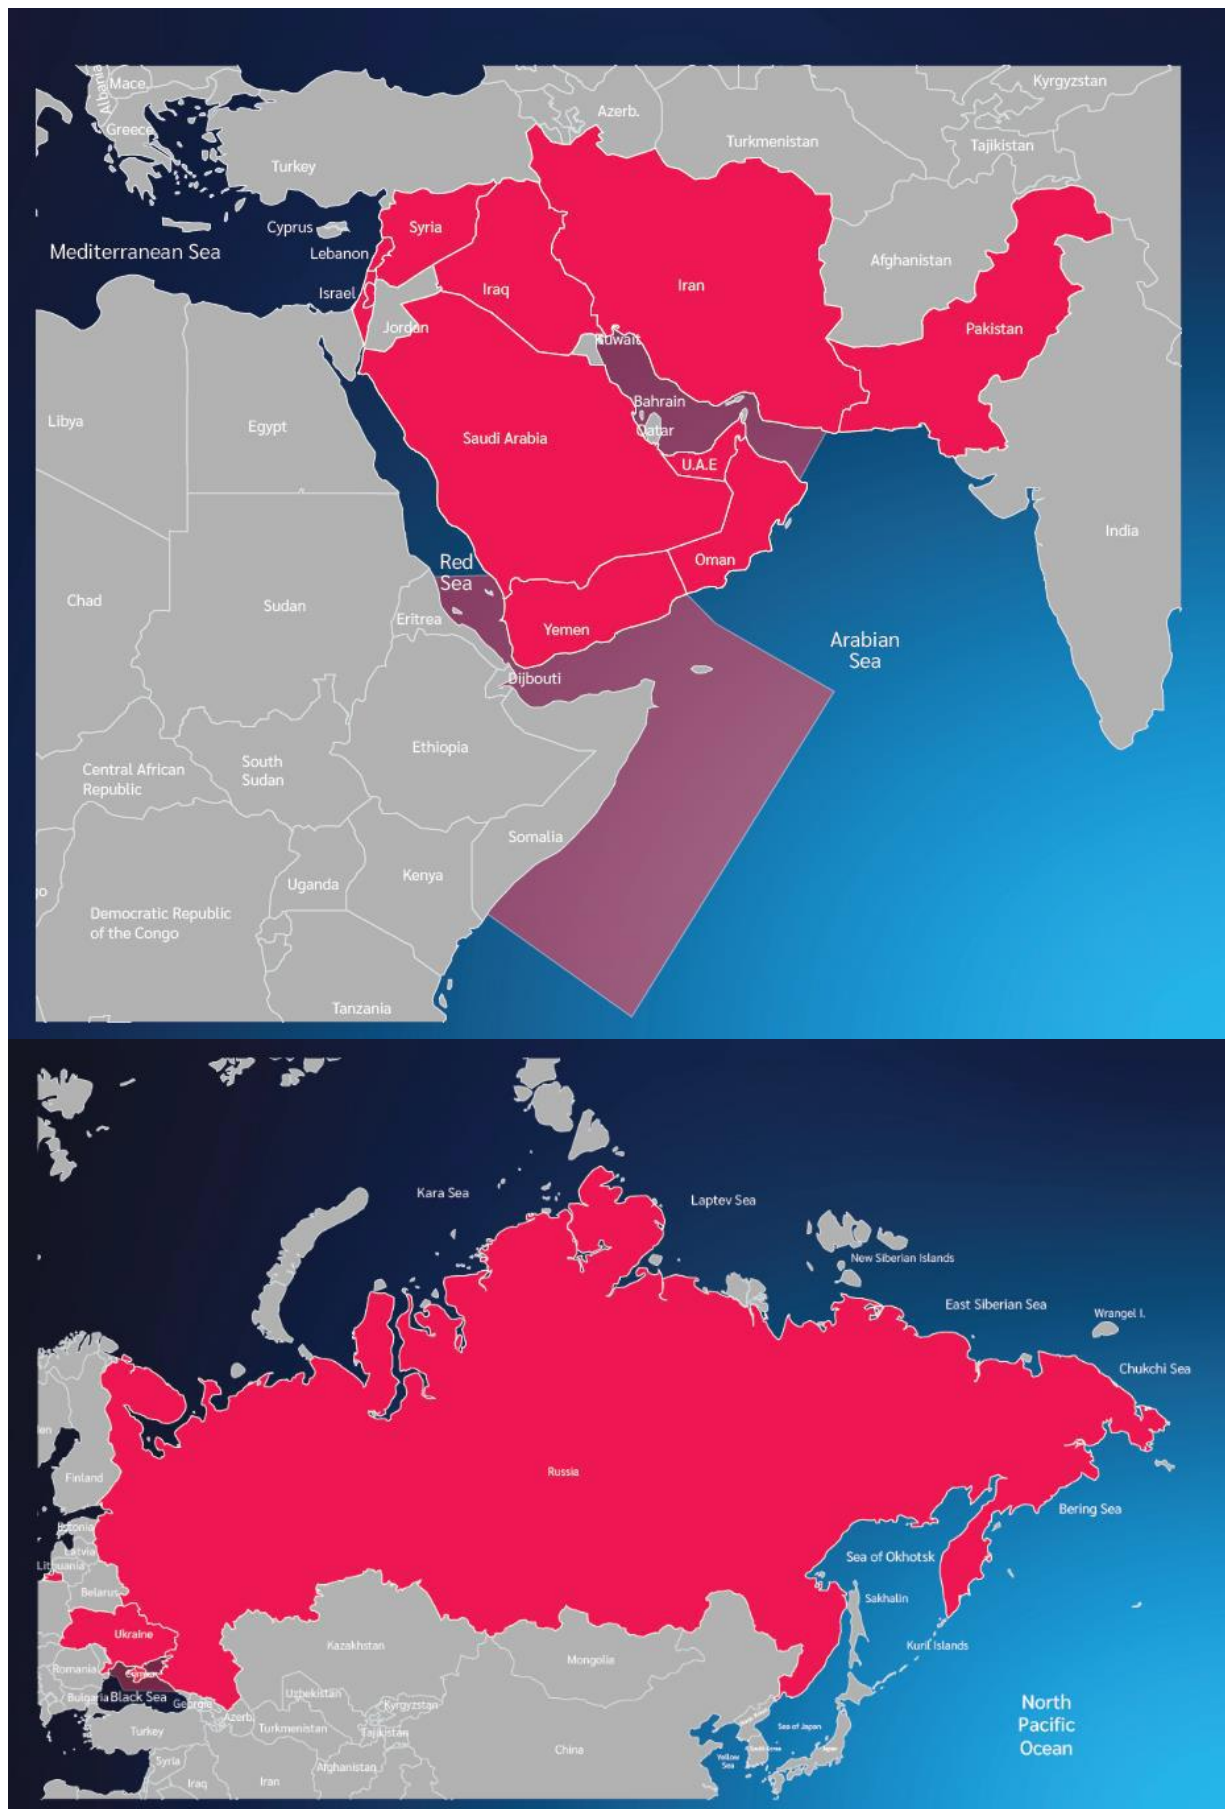 Albania
Mace.
Greece
Turkey
Azerb.
Turkmenistan
Kyrgyzstan
Tajikistan
Cyprus
Syria
Mediterranean Sea
Lebanon
Israel
Iraq
Iran
Afghanistan
Jordan
Kuwait
Pakistan
Libya
Egypt
Saudi Arabia
Bahrain
Qatar
U.A.E
India
Red
Sea
Oman
Chad
Sudan
Eritrea
Yemen
Arabian
Sea
Dijbouti
Ethiopia
Central African
Republic
South
Sudan
Somalia
go
Uganda
Kenya
Democratic Republic
of the Congo
Tanzania
Kara Sea
Laptev Sea
New Siberian Islands
East Siberian Sea
Wrangel I.
Chukchi Sea
en
Finland
Russia
Bering Sea
Estonia
Latvia
Lithuania
Belarus
Sea of Okhotsk
Sakhalin
Ukraine
Kazakhstan
Mongolia
Kuril Islands
Romania
Bulgaria
Black Sea
Georgia
Uzbekistan
Kyrgyzstan
Azerb.
Turkey
Turkmenistan
Tajikistan
Sea of Japan
North
Pacific
Ocean
Syria
Iraq
Iran
Afghanistan
China
Yellow
Sea
Japan